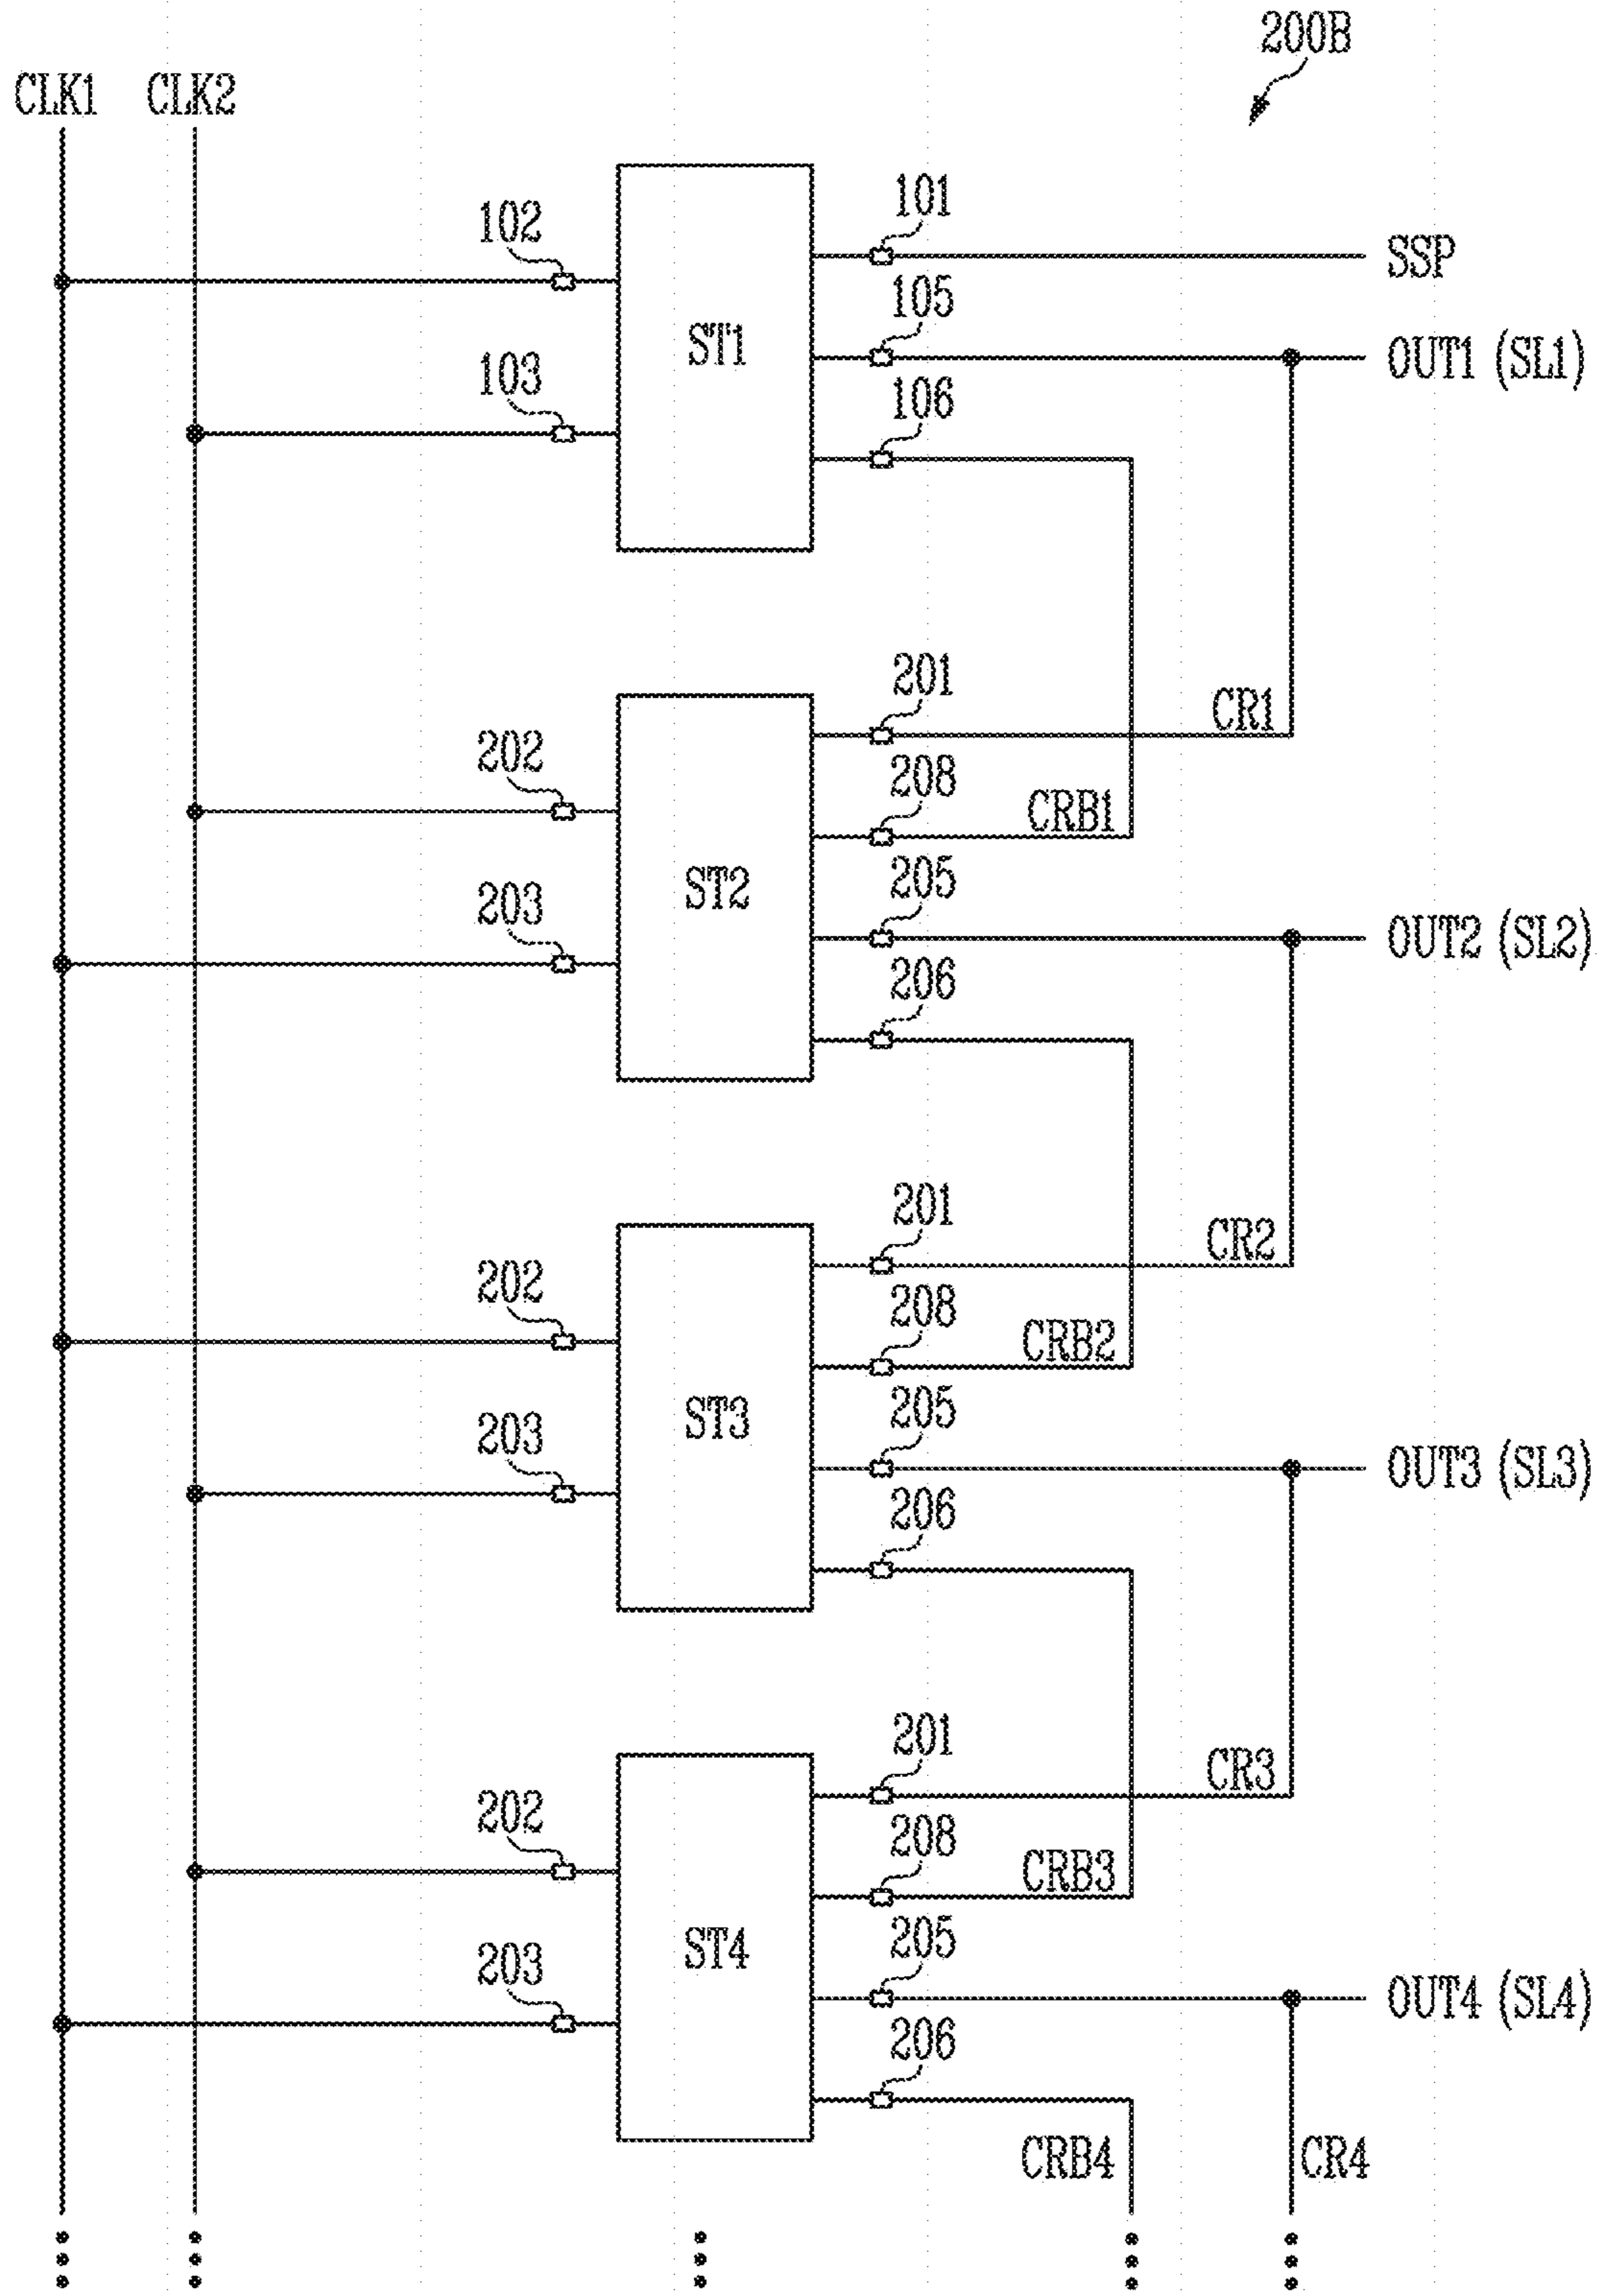 200B
CLK1 CLK2
101
102
SSP
105
ST1
OUT1 (SL1)
103
106
201
CR1
202
208
CRB1
205
ST2
203
OUT2 (SL2)
206
201
CR2
202
208
CRB2
205
ST3
203
OUT3 (SL3)
206
201
CR3
202
208
CRB3
205
ST4
203
OUT4 (SL4)
206
CRB4 CR4